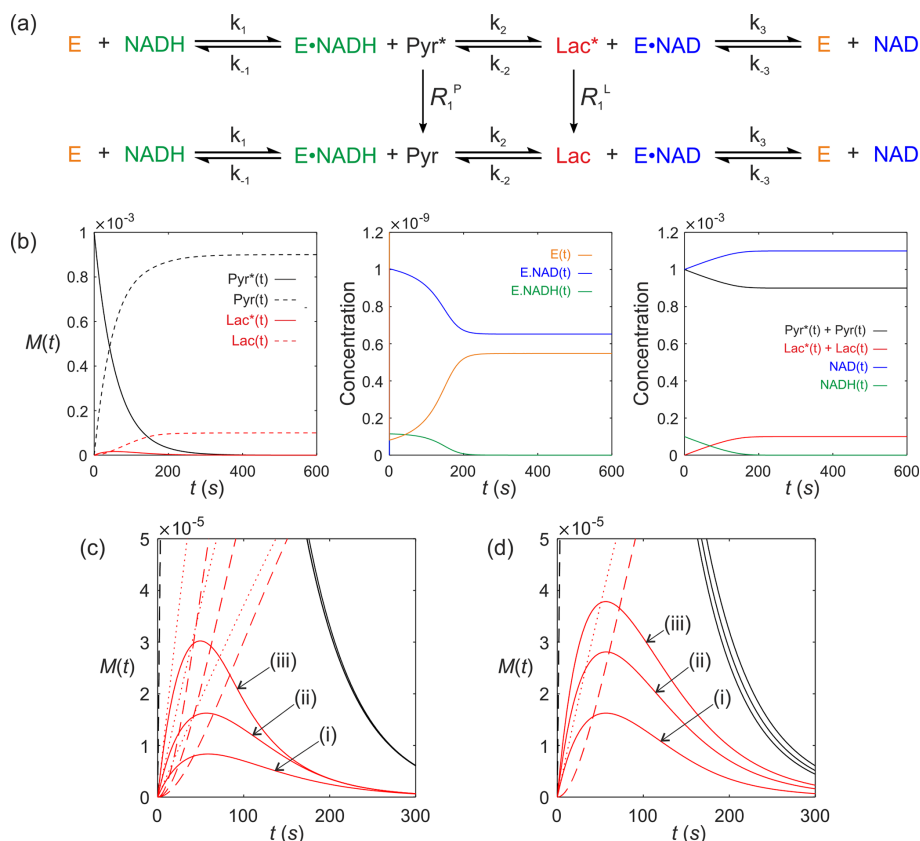 (a)
k₁ k₂ k₃
E + NADH E•NADH + Pyr* Lac* + E•NAD E + NAD
k₋₁ k₋₂ k₋₃
R₁ᴾ R₁ᴸ
k₁ k₂ k₃
E + NADH E•NADH + Pyr Lac + E•NAD E + NAD
k₋₁ k₋₂ k₋₃
(b)
×10⁻³
1
0.8
0.6
0.4
0.2
0
M(t)
Pyr*(t)
Pyr(t)
Lac*(t)
Lac(t)
0 200 400 600
t (s)
×10⁻⁹
1.2
1
0.8
0.6
0.4
0.2
0
Concentration
E(t)
E.NAD(t)
E.NADH(t)
0 200 400 600
t (s)
×10⁻³
1.2
1
0.8
0.6
0.4
0.2
0
Concentration
Pyr*(t) + Pyr(t)
Lac*(t) + Lac(t)
NAD(t)
NADH(t)
0 200 400 600
t (s)
(c)
×10⁻⁵
5
4
3
2
1
0
M(t)
(iii)
(ii)
(i)
0 100 200 300
t (s)
(d)
×10⁻⁵
5
4
3
2
1
0
M(t)
(iii)
(ii)
(i)
0 100 200 300
t (s)